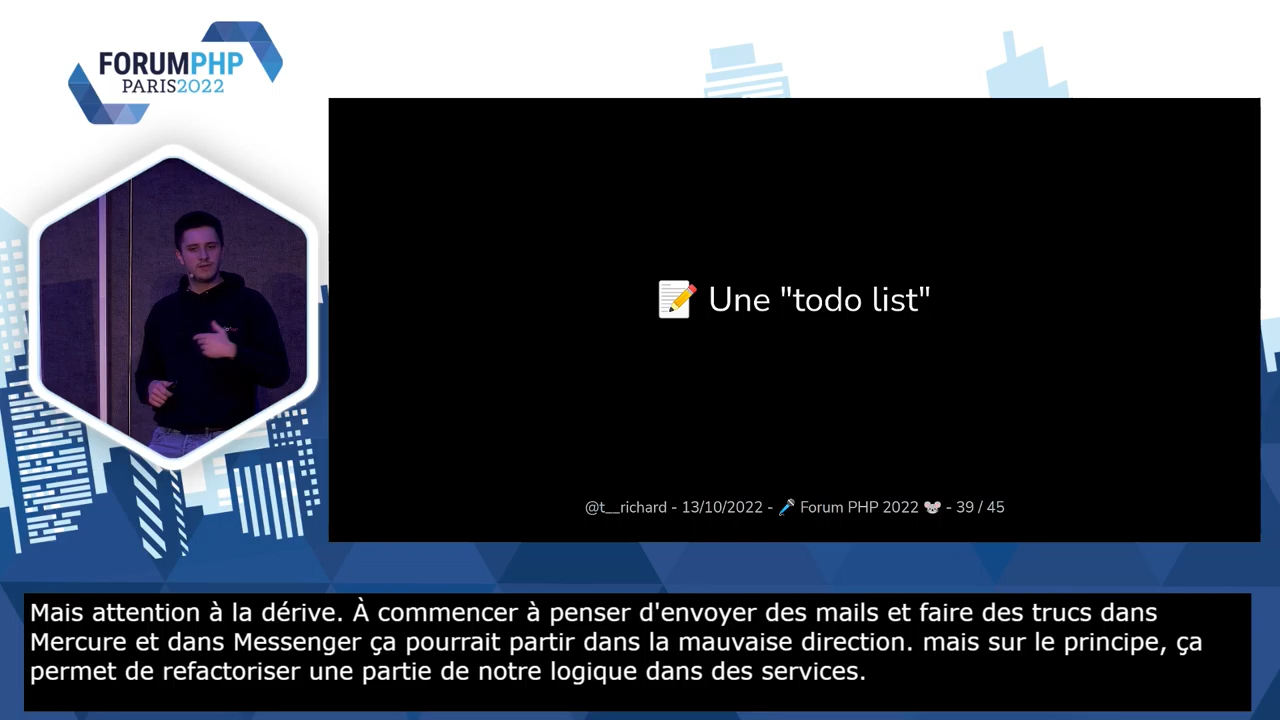 FORUMPHP
PARIS2022
📝 Une "todo list"
@t__richard - 13/10/2022 - 🎤 Forum PHP 2022 🐭 - 39 / 45
Mais attention à la dérive. À commencer à penser d'envoyer des mails et faire des trucs dans
Mercure et dans Messenger ça pourrait partir dans la mauvaise direction. mais sur le principe, ça
permet de refactoriser une partie de notre logique dans des services.